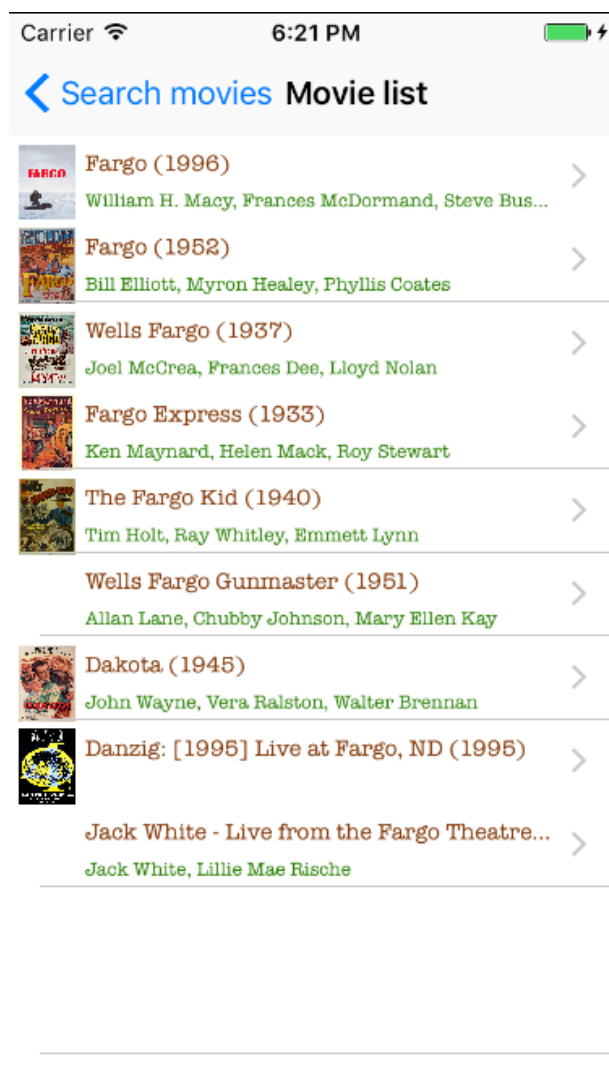 Carrier 6:21 PM
Search movies Movie list
FARGO
Fargo (1996)
William H. Macy, Frances McDormand, Steve Bus...
FARGO
Fargo (1952)
Bill Elliott, Myron Healey, Phyllis Coates
Wells Fargo (1937)
Joel McCrea, Frances Dee, Lloyd Nolan
Fargo Express (1933)
Ken Maynard, Helen Mack, Roy Stewart
The Fargo Kid (1940)
Tim Holt, Ray Whitley, Emmett Lynn
Wells Fargo Gunmaster (1951)
Allan Lane, Chubby Johnson, Mary Ellen Kay
Dakota (1945)
John Wayne, Vera Ralston, Walter Brennan
Danzig: [1995] Live at Fargo, ND (1995)
Jack White - Live from the Fargo Theatre...
Jack White, Lillie Mae Rische